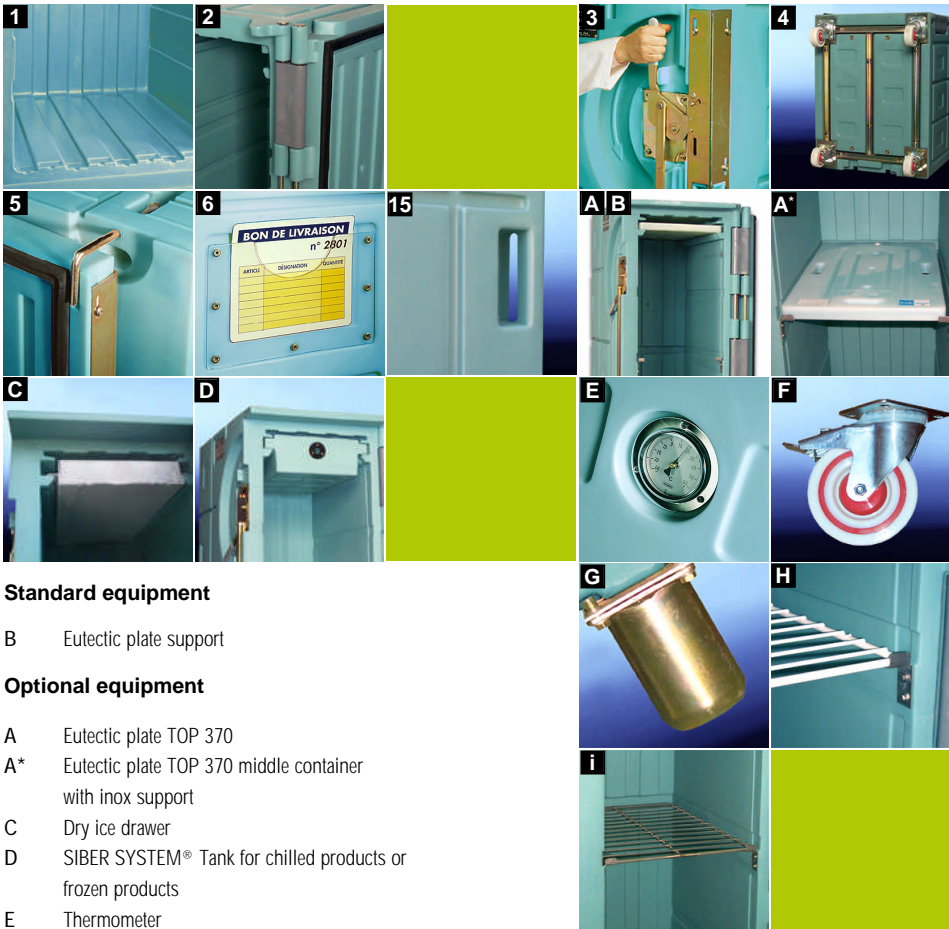 1
2
3
4
5
6
BON DE LIVRAISON
n° 2801
ARTICLE DÉSIGNATION QUANTITÉ
15
A B
A*
C
D
E
F
G
H
i
Standard equipment
B Eutectic plate support
Optional equipment
A Eutectic plate TOP 370
A* Eutectic plate TOP 370 middle container
with inox support
C Dry ice drawer
D SIBER SYSTEM® Tank for chilled products or
frozen products
E Thermometer